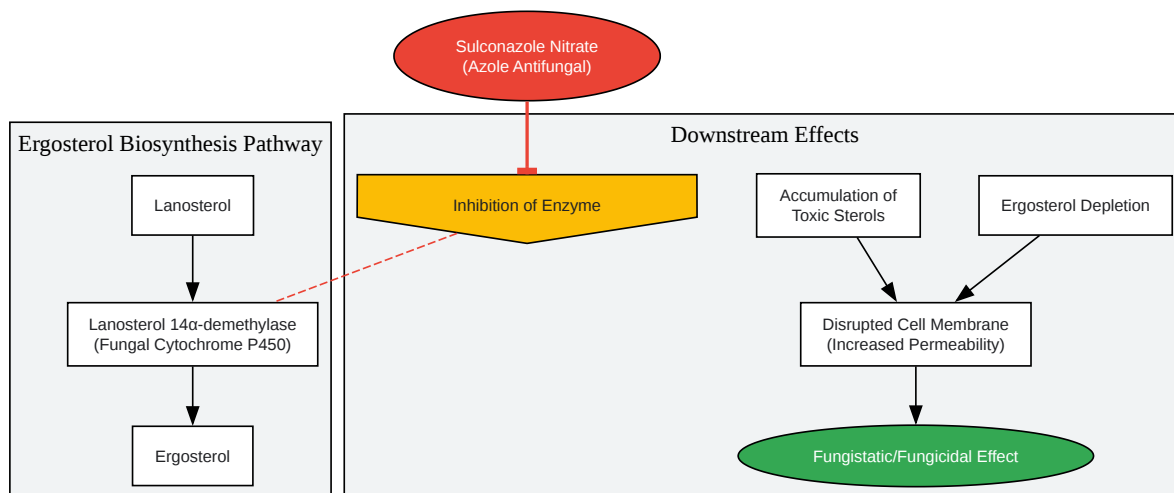 Sulconazole Nitrate
(Azole Antifungal)
Ergosterol Biosynthesis Pathway
Downstream Effects
Lanosterol
Inhibition of Enzyme
Accumulation of
Toxic Sterols
Ergosterol Depletion
Lanosterol 14α-demethylase
(Fungal Cytochrome P450)
Disrupted Cell Membrane
(Increased Permeability)
Ergosterol
Fungistatic/Fungicidal Effect